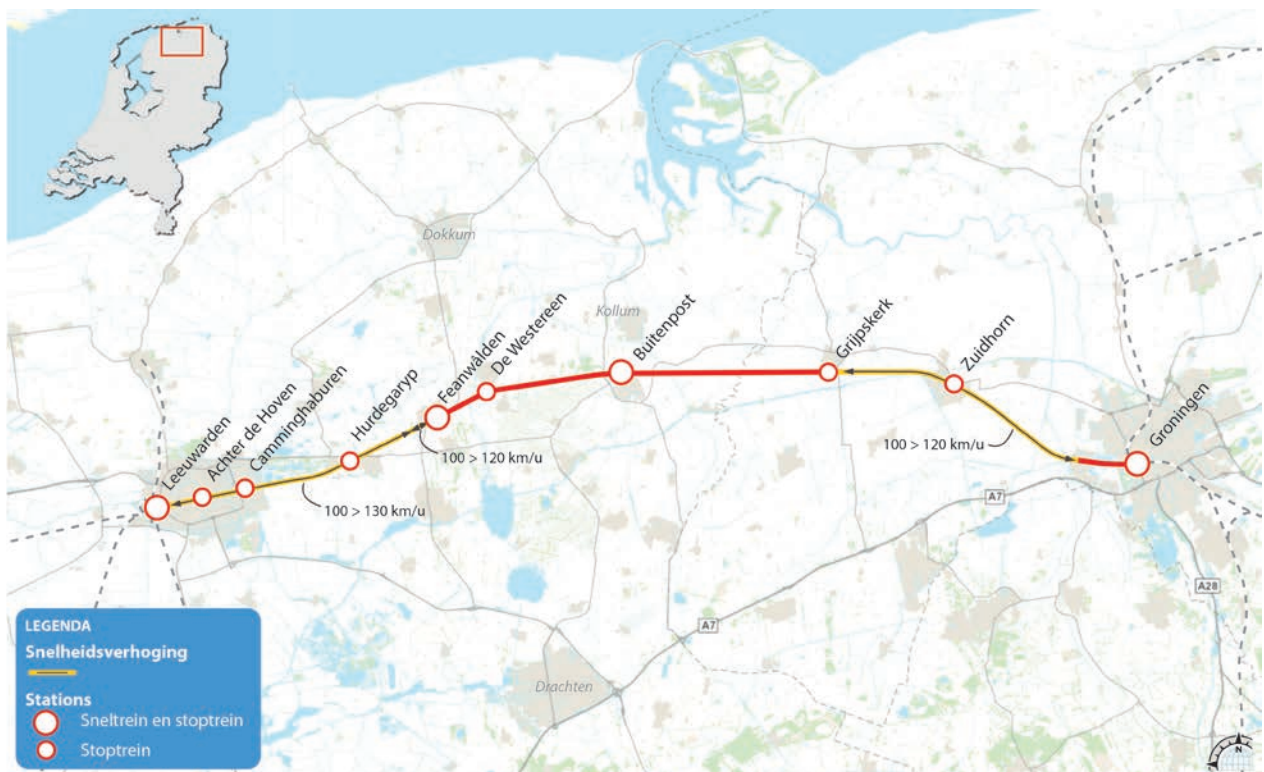 Dokkum
Kollum
Drachten
Leeuwarden
Achter de Hoven
Camminghaburen
Hurdegaryp
Feanwâlden
De Westereen
Buitenpost
Grijpskerk
Zuidhorn
Groningen
100 > 120 km/u
100 > 130 km/u
100 > 120 km/u
A7
A7
A28
LEGENDA
Snelheidsverhoging
Stations
Sneltrein en stoptrein
Stoptrein
N